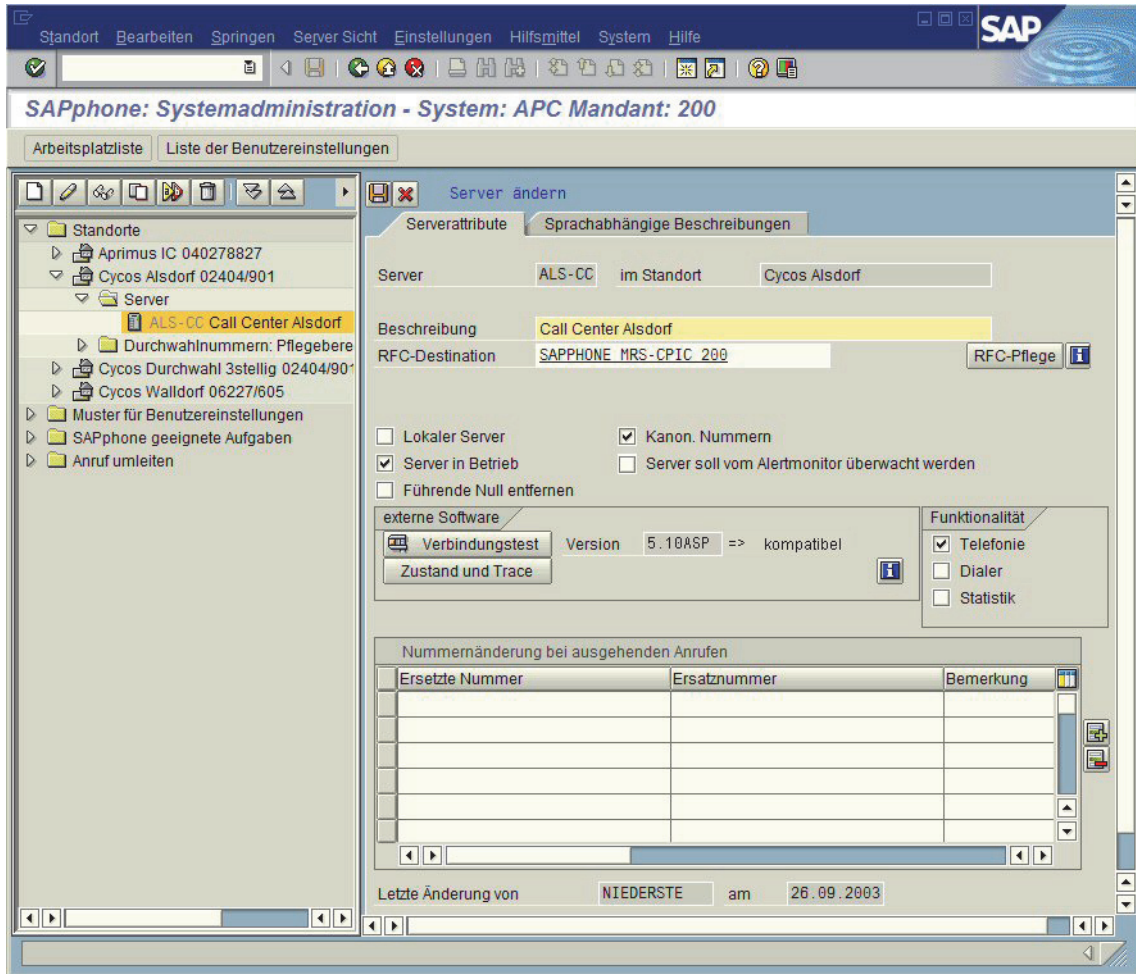 Standort Bearbeiten Springen Server Sicht Einstellungen Hilfsmittel System Hilfe
SAP
SAPphone: Systemadministration - System: APC Mandant: 200
Arbeitsplatzliste Liste der Benutzereinstellungen
Server ändern
Serverattribute Sprachabhängige Beschreibungen
Standorte
Aprimus IC 040278827
Cycos Alsdorf 02404/901
Server
ALS-CC Call Center Alsdorf
Durchwahlnummern: Pflegebere
Cycos Durchwahl 3stellig 02404/901
Cycos Walldorf 06227/605
Muster für Benutzereinstellungen
SAPphone geeignete Aufgaben
Anruf umleiten
Server ALS-CC im Standort Cycos Alsdorf
Beschreibung Call Center Alsdorf
RFC-Destination SAPPHONE MRS-CPIC 200 RFC-Pflege
Lokaler Server Kanon. Nummern
Server in Betrieb Server soll vom Alertmonitor überwacht werden
Führende Null entfernen
externe Software Funktionalität
Verbindungstest Version 5.10ASP => kompatibel Telefonie
Zustand und Trace Dialer
Statistik
Nummernänderung bei ausgehenden Anrufen
Ersetzte Nummer Ersatznummer Bemerkung
Letzte Änderung von NIEDERSTE am 26.09.2003